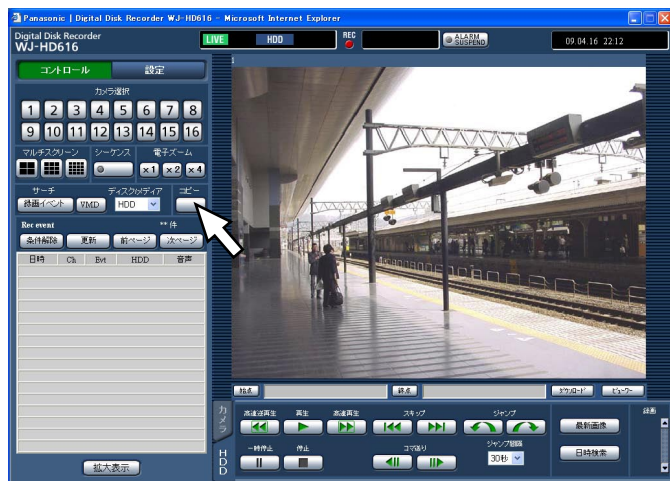 Panasonic | Digital Disk Recorder WJ-HD616 - Microsoft Internet Explorer
Digital Disk Recorder
WJ-HD616
LIVE HDD REC ALARM SUSPEND 09.04.16 22:12
コントロール 設定
カメラ選択
1 2 3 4 5 6 7 8
9 10 11 12 13 14 15 16
マルチスクリーン シーケンス 電子ズーム
×1 ×2 ×4
サーチ ディスク/メディア コピー
録画イベント VMD HDD
Rec event ** 件
条件解除 更新 前ページ 次ページ
日時 Ch Evt HDD 音声
始点 終点 ダウンロード ビューワー
カメラ HDD
高速逆再生 再生 高速再生 スキップ ジャンプ 録画
最新画像
一時停止 停止 コマ送り ジャンプ間隔
30秒 日時検索
拡大表示